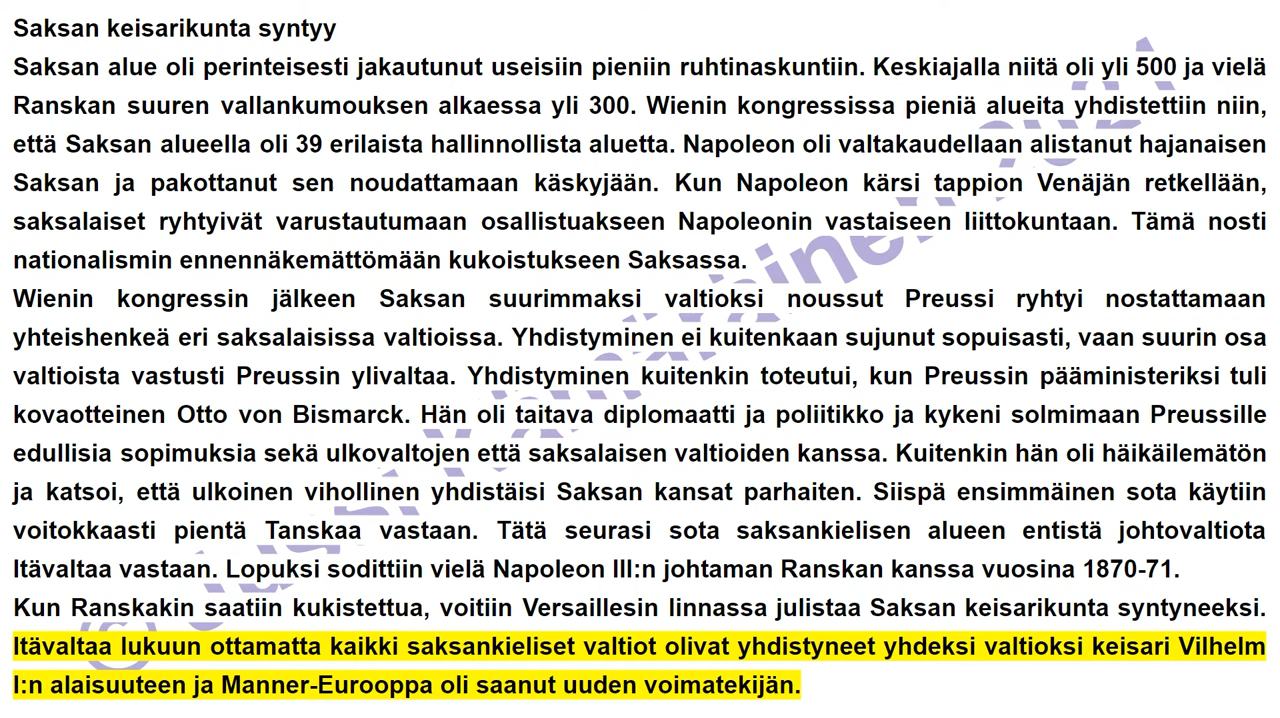 Saksan keisarikunta syntyy
Saksan alue oli perinteisesti jakautunut useisiin pieniin ruhtinaskuntiin. Keskiajalla niitä oli yli 500 ja vielä
Ranskan suuren vallankumouksen alkaessa yli 300. Wienin kongressissa pieniä alueita yhdistettiin niin,
että Saksan alueella oli 39 erilaista hallinnollista aluetta. Napoleon oli valtakaudellaan alistanut hajanaisen
Saksan ja pakottanut sen noudattamaan käskyjään. Kun Napoleon kärsi tappion Venäjän retkellään,
saksalaiset ryhtyivät varustautumaan osallistuakseen Napoleonin vastaiseen liittokuntaan. Tämä nosti
nationalismin ennennäkemättömään kukoistukseen Saksassa.
Wienin kongressin jälkeen Saksan suurimmaksi valtioksi noussut Preussi ryhtyi nostattamaan
yhteishenkeä eri saksalaisissa valtioissa. Yhdistyminen ei kuitenkaan sujunut sopuisasti, vaan suurin osa
valtioista vastusti Preussin ylivaltaa. Yhdistyminen kuitenkin toteutui, kun Preussin pääministeriksi tuli
kovaotteinen Otto von Bismarck. Hän oli taitava diplomaatti ja poliitikko ja kykeni solmimaan Preussille
edullisia sopimuksia sekä ulkovaltojen että saksalaisen valtioiden kanssa. Kuitenkin hän oli häikäilemätön
ja katsoi, että ulkoinen vihollinen yhdistäisi Saksan kansat parhaiten. Siispä ensimmäinen sota käytiin
voitokkaasti pientä Tanskaa vastaan. Tätä seurasi sota saksankielisen alueen entistä johtovaltiota
Itävaltaa vastaan. Lopuksi sodittiin vielä Napoleon III:n johtaman Ranskan kanssa vuosina 1870-71.
Kun Ranskakin saatiin kukistettua, voitiin Versaillesin linnassa julistaa Saksan keisarikunta syntyneeksi.
Itävaltaa lukuun ottamatta kaikki saksankieliset valtiot olivat yhdistyneet yhdeksi valtioksi keisari Vilhelm
I:n alaisuuteen ja Manner-Eurooppa oli saanut uuden voimatekijän.